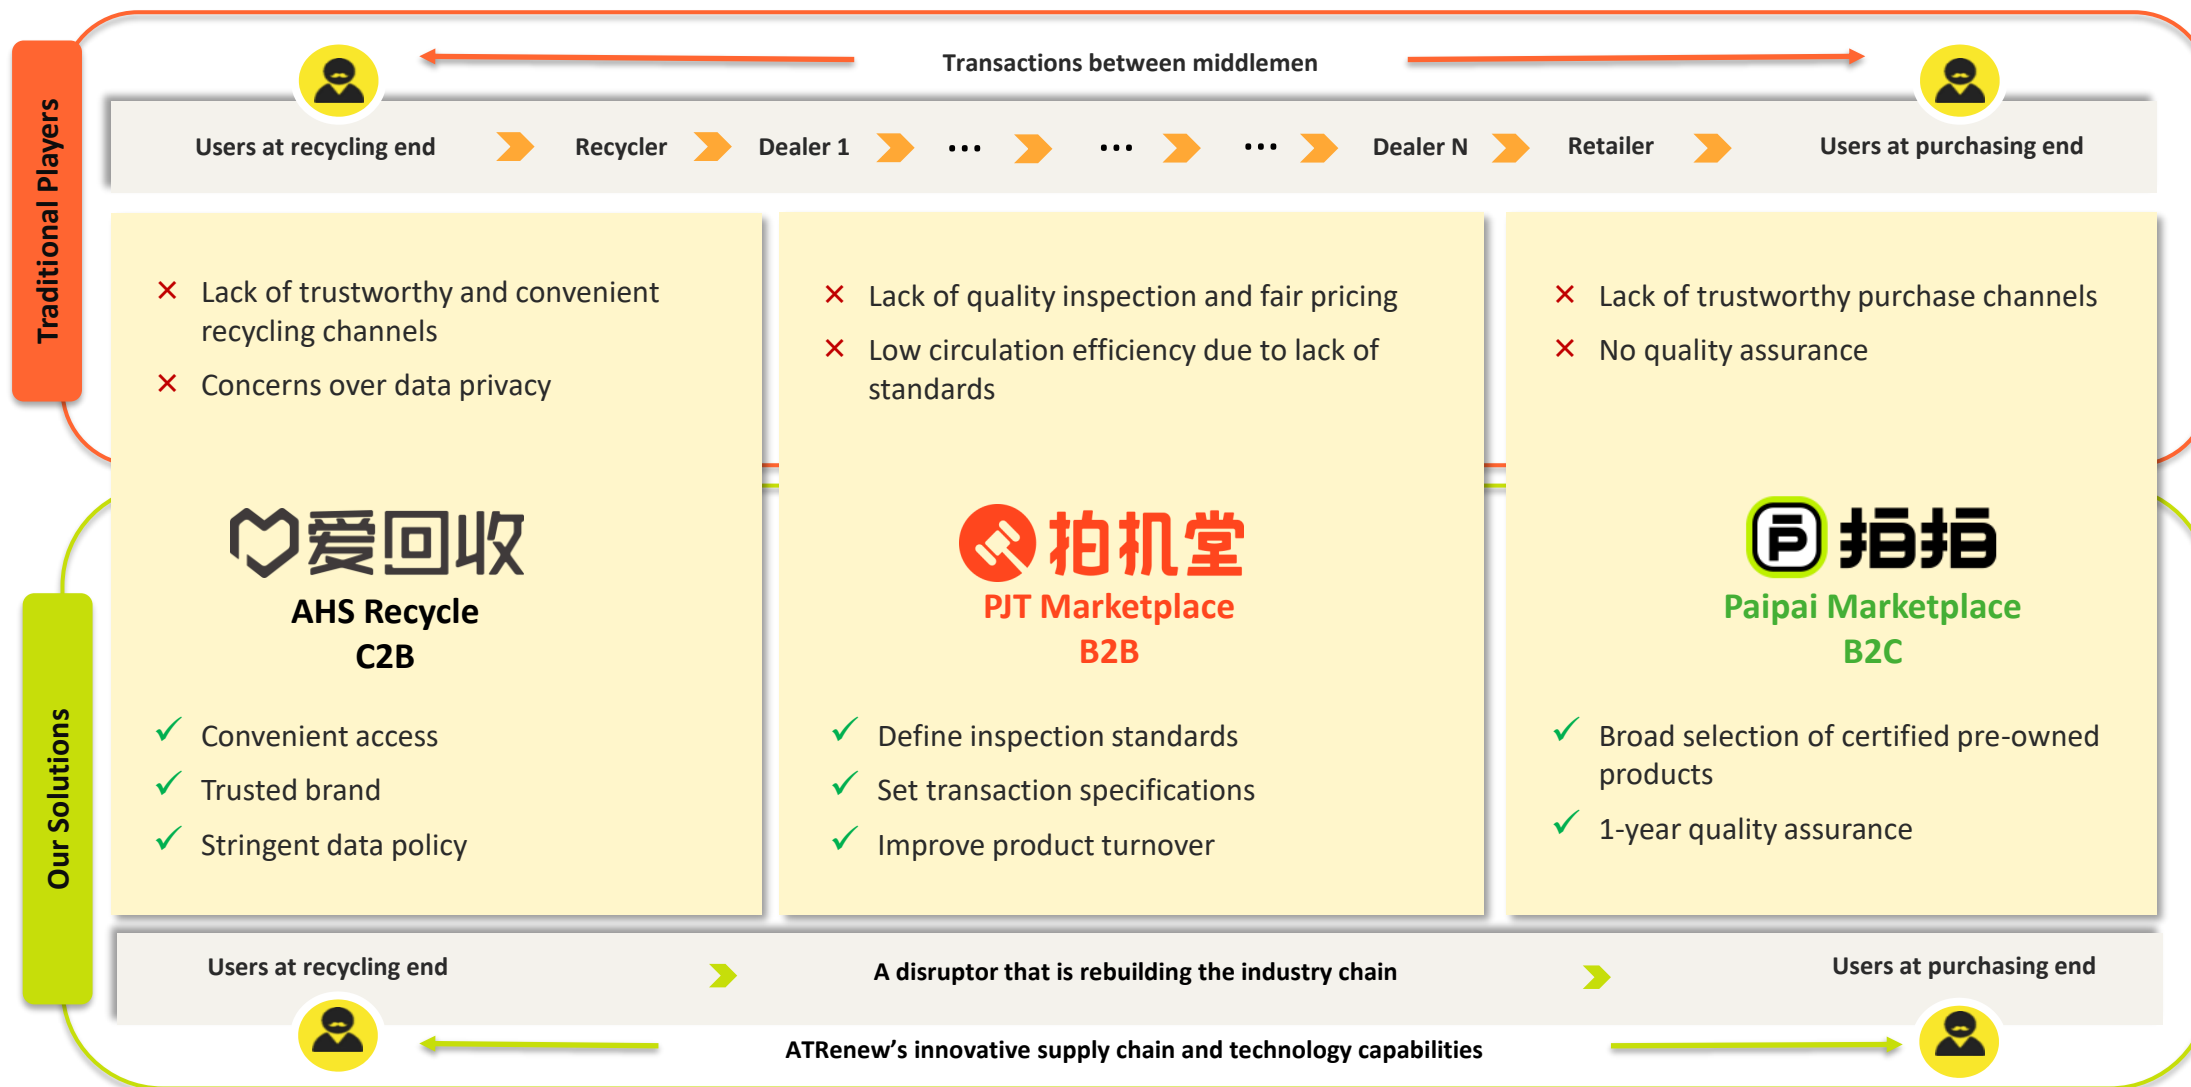 Traditional Players
Transactions between middlemen
Users at recycling end
Recycler
Dealer 1
...
...
...
Dealer N
Retailer
Users at purchasing end
× Lack of trustworthy and convenient
recycling channels
× Concerns over data privacy
× Lack of quality inspection and fair pricing
× Low circulation efficiency due to lack of
standards
× Lack of trustworthy purchase channels
× No quality assurance
Our Solutions
爱回收
AHS Recycle
C2B
✓ Convenient access
✓ Trusted brand
✓ Stringent data policy
拍机堂
PJT Marketplace
B2B
✓ Define inspection standards
✓ Set transaction specifications
✓ Improve product turnover
P 拍拍
Paipai Marketplace
B2C
✓ Broad selection of certified pre-owned
products
✓ 1-year quality assurance
Users at recycling end
A disruptor that is rebuilding the industry chain
Users at purchasing end
ATRenew’s innovative supply chain and technology capabilities